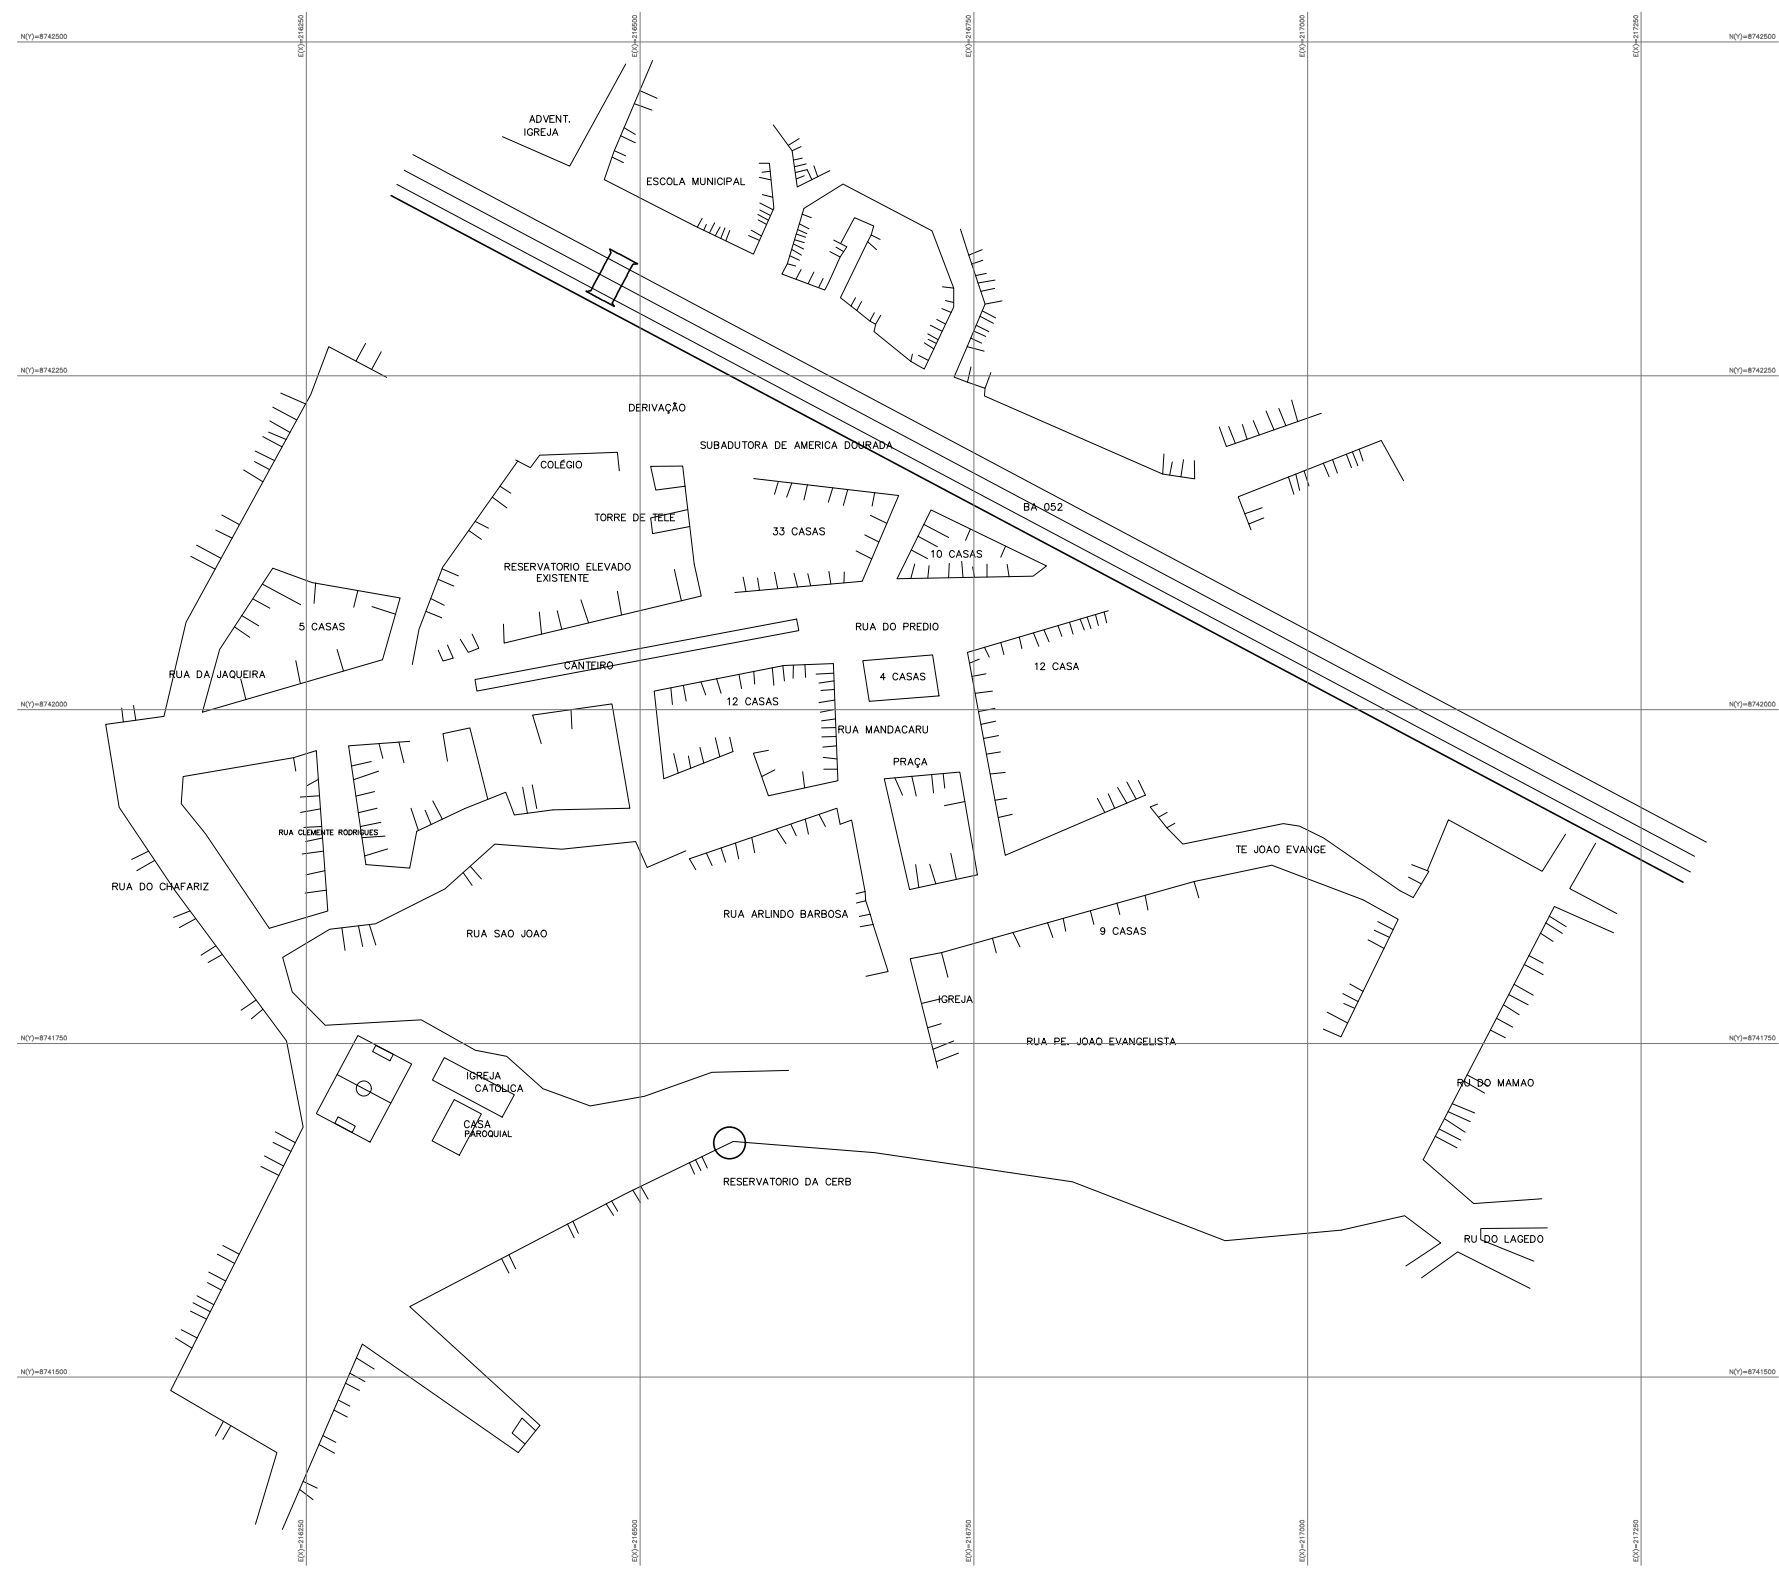 E(X)=216250
E(X)=216500
E(X)=216750
E(X)=217000
E(X)=217250
N(Y)=8742500
N(Y)=8742500
ADVENT.
IGREJA
ESCOLA MUNICIPAL
N(Y)=8742250
N(Y)=8742250
DERIVAÇÃO
SUBADUTORA DE AMERICA DOURADA
COLÉGIO
BA 052
TORRE DE TELE
33 CASAS
10 CASAS
RESERVATORIO ELEVADO
EXISTENTE
5 CASAS
RUA DO PREDIO
CANTEIRO
12 CASA
RUA DA JAQUEIRA
4 CASAS
12 CASAS
N(Y)=8742000
N(Y)=8742000
RUA MANDACARU
PRAÇA
RUA CLEMENTE RODRIGUES
TE JOAO EVANGE
RUA DO CHAFARIZ
RUA ARLINDO BARBOSA
RUA SAO JOAO
9 CASAS
IGREJA
N(Y)=8741750
RUA PE. JOAO EVANGELISTA
N(Y)=8741750
IGREJA
CATOLICA
RU DO MAMAO
CASA
PAROQUIAL
RESERVATORIO DA CERB
RU DO LAGEDO
N(Y)=8741500
N(Y)=8741500
E(X)=216250
E(X)=216500
E(X)=216750
E(X)=217000
E(X)=217250